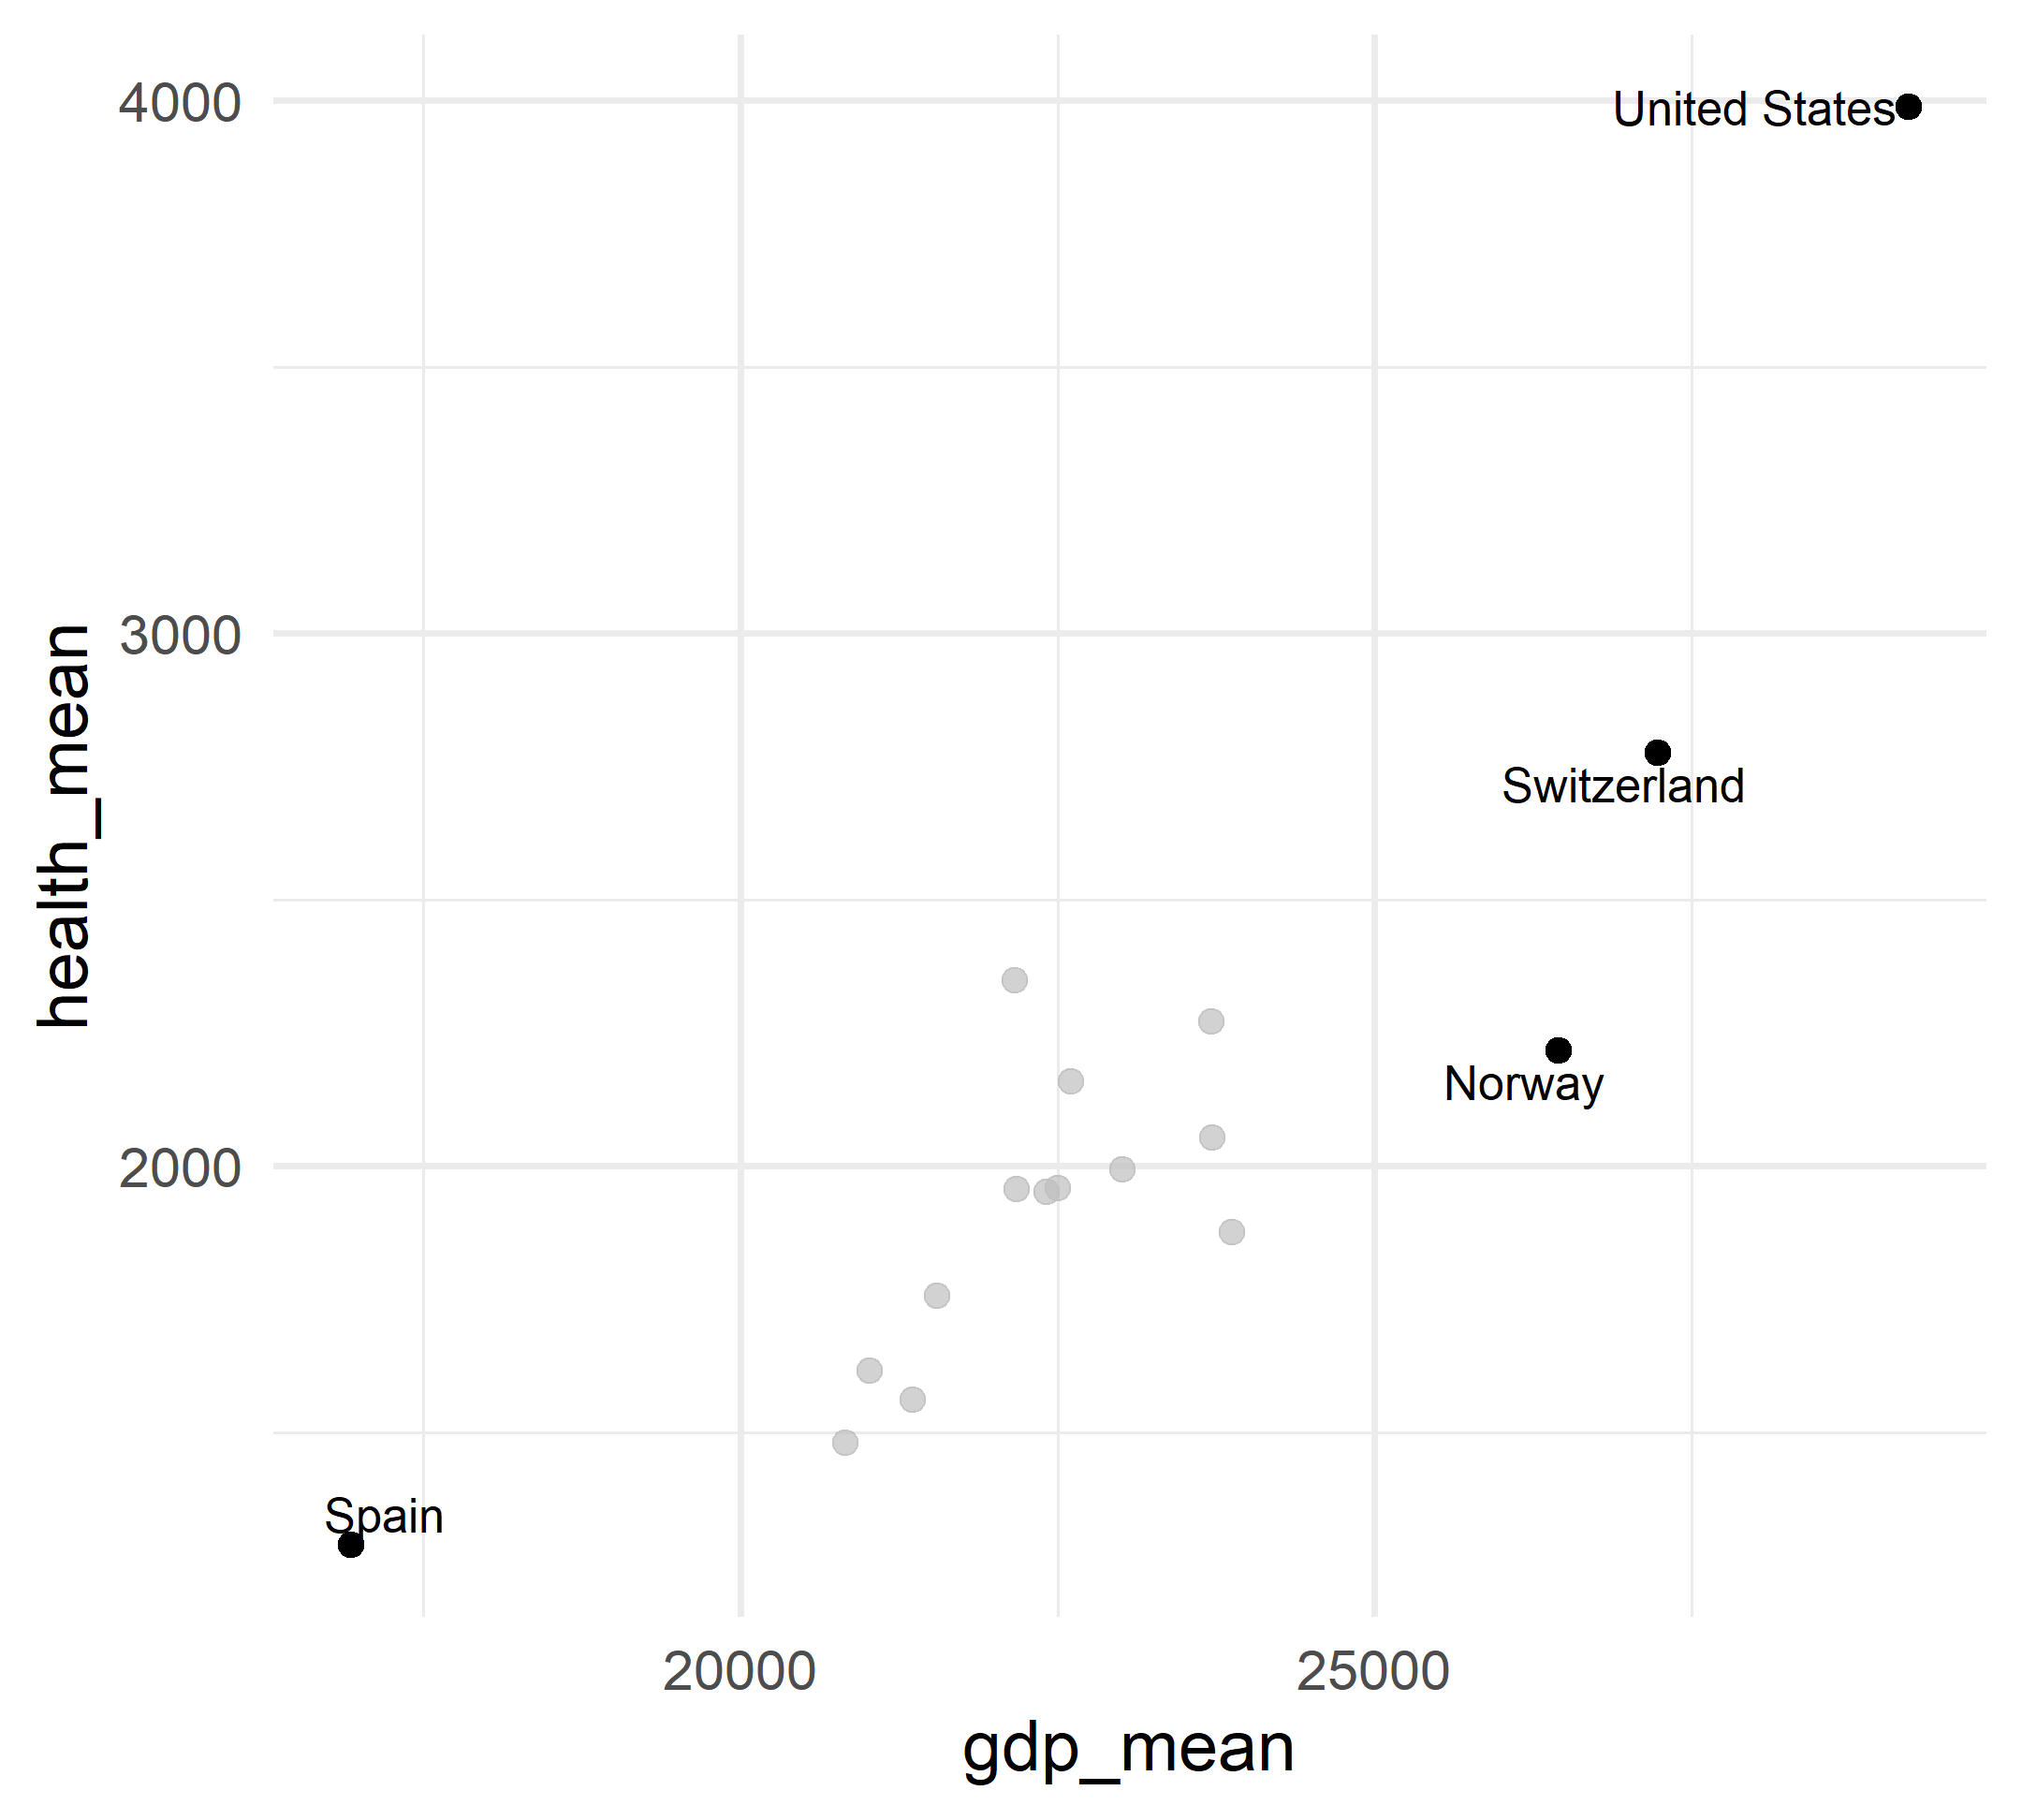 4000
United States
3000
Switzerland
health_mean
Norway
2000
Spain
20000
25000
gdp_mean